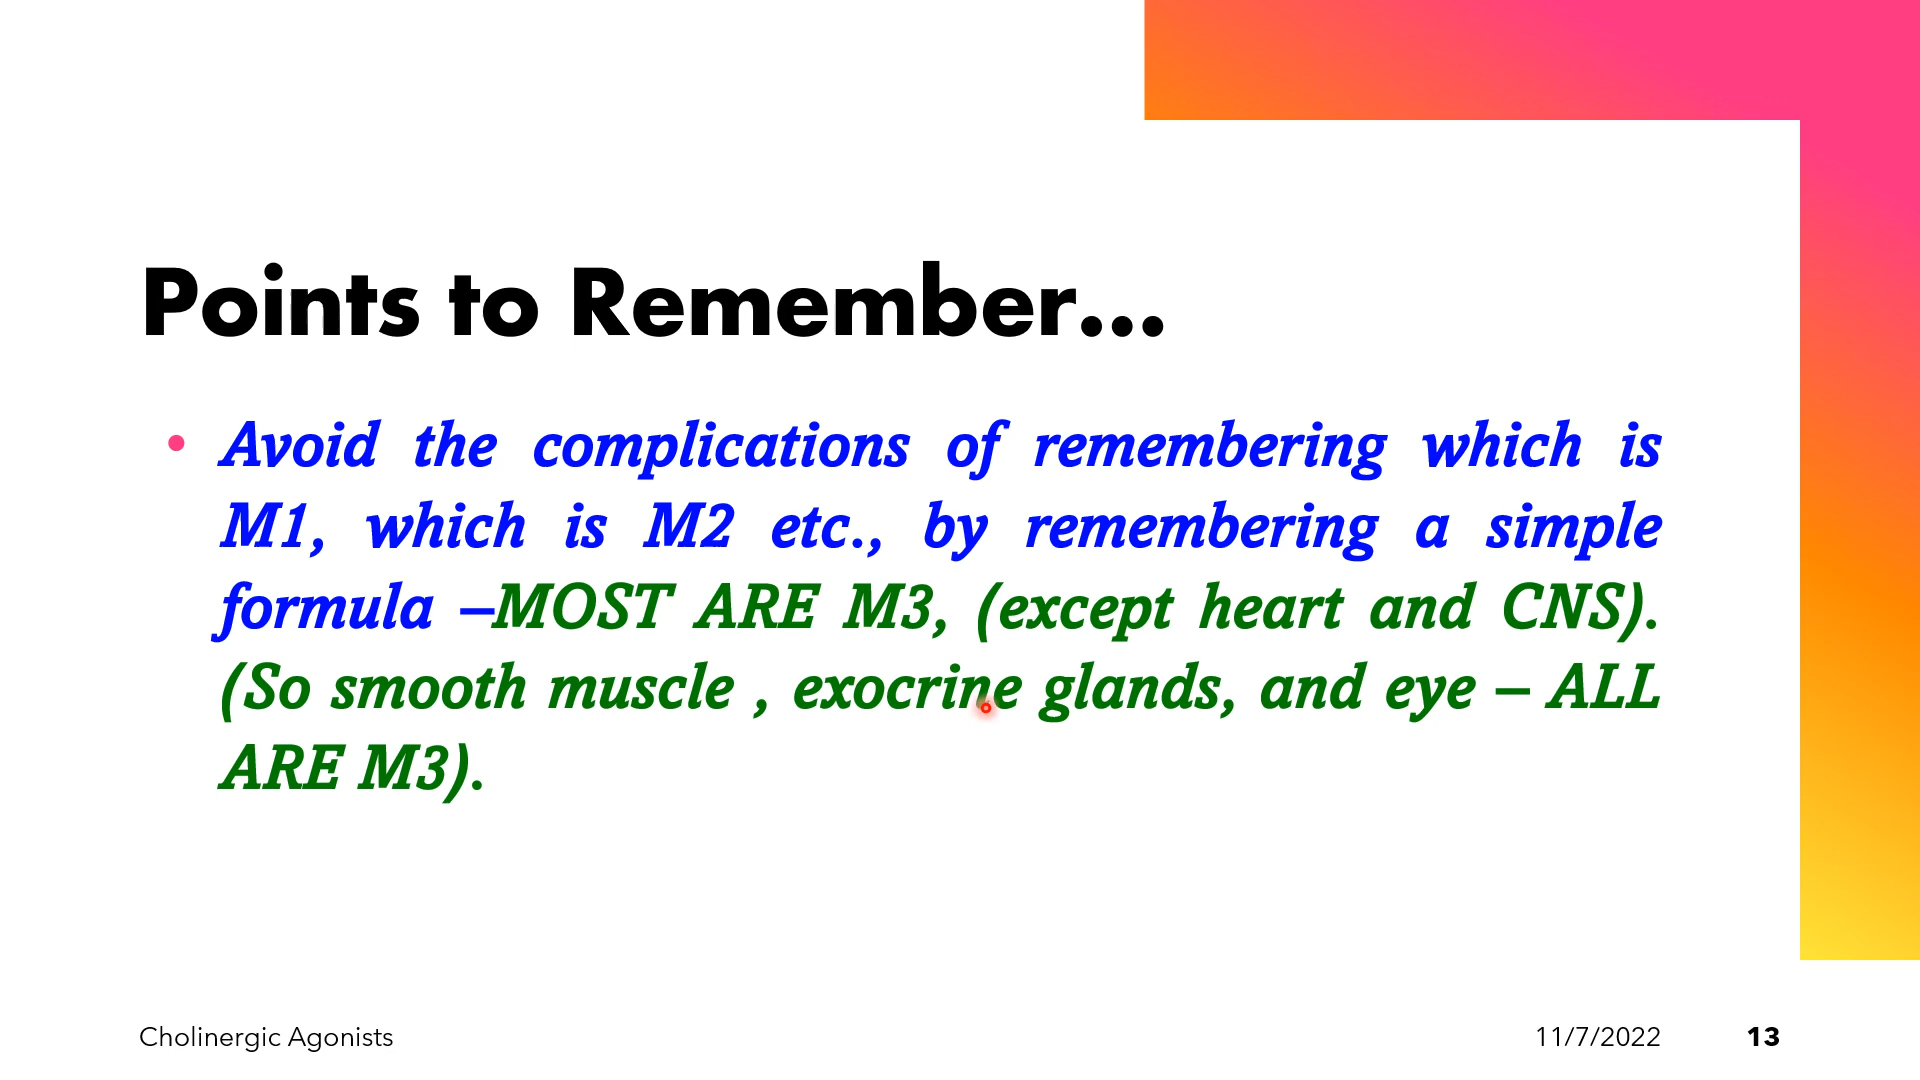 Points to Remember...
• Avoid the complications of remembering which is
M1, which is M2 etc., by remembering a simple
formula –MOST ARE M3, (except heart and CNS).
(So smooth muscle , exocrine glands, and eye – ALL
ARE M3).
Cholinergic Agonists 11/7/2022 13